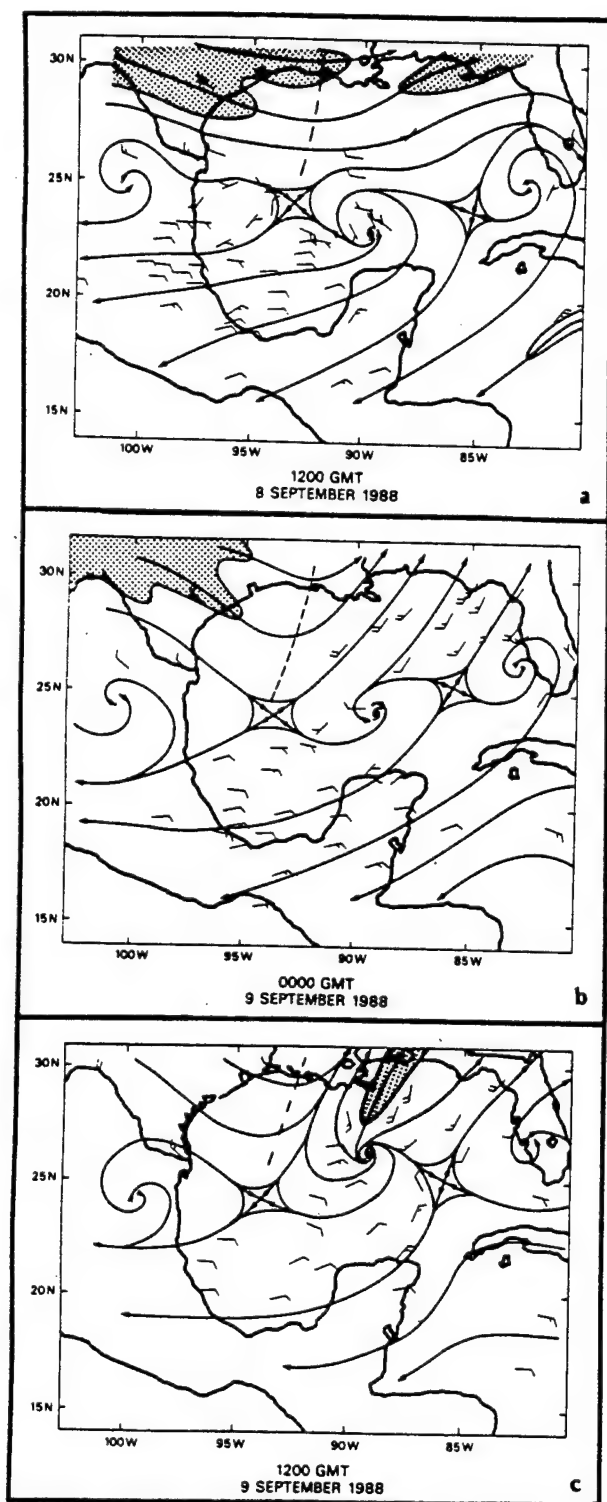 30N
25N
20N
15N
100W 95W 90W 85W
1200 GMT
8 SEPTEMBER 1988
a
30N
25N
20N
15N
100W 95W 90W 85W
0000 GMT
9 SEPTEMBER 1988
b
30N
25N
20N
15N
100W 95W 90W 85W
1200 GMT
9 SEPTEMBER 1988
c